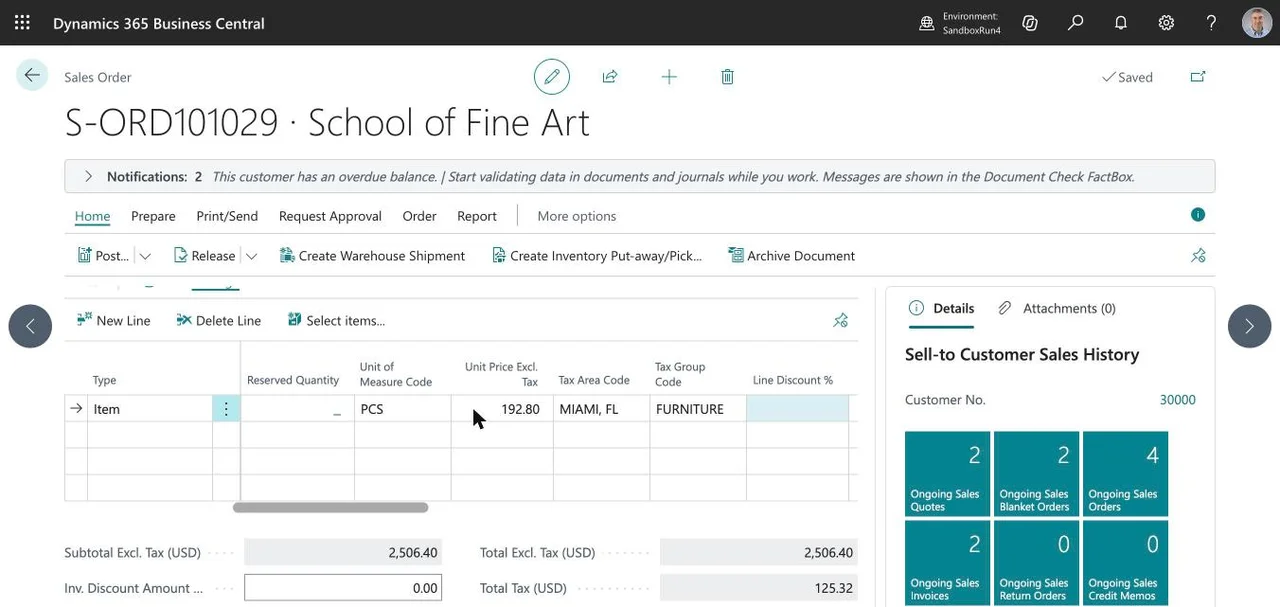 Dynamics 365 Business Central
Environment:
SandboxRun4
Sales Order
Saved
S-ORD101029 · School of Fine Art
Notifications: 2 This customer has an overdue balance. | Start validating data in documents and journals while you work. Messages are shown in the Document Check FactBox.
Home Prepare Print/Send Request Approval Order Report More options
Post... Release Create Warehouse Shipment Create Inventory Put-away/Pick... Archive Document
New Line Delete Line Select items...
Type Reserved Quantity Unit of Measure Code Unit Price Excl. Tax Tax Area Code Tax Group Code Line Discount %
Item _ PCS 192.80 MIAMI, FL FURNITURE
Subtotal Excl. Tax (USD) 2,506.40 Total Excl. Tax (USD) 2,506.40
Inv. Discount Amount ... 0.00 Total Tax (USD) 125.32
Details Attachments (0)
Sell-to Customer Sales History
Customer No. 30000
2 2 4
Ongoing Sales Quotes Ongoing Sales Blanket Orders Ongoing Sales Orders
2 0 0
Ongoing Sales Invoices Ongoing Sales Return Orders Ongoing Sales Credit Memos